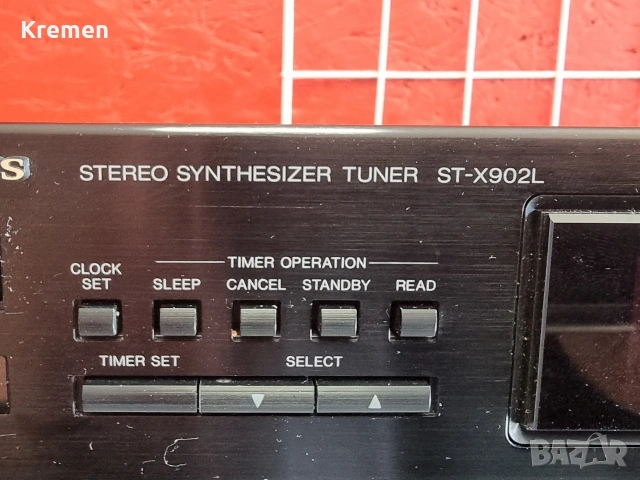 Kremen
S
STEREO SYNTHESIZER TUNER ST-X902L
TIMER OPERATION
CLOCK SET
SLEEP CANCEL STANDBY READ
TIMER SET SELECT
BAZAR